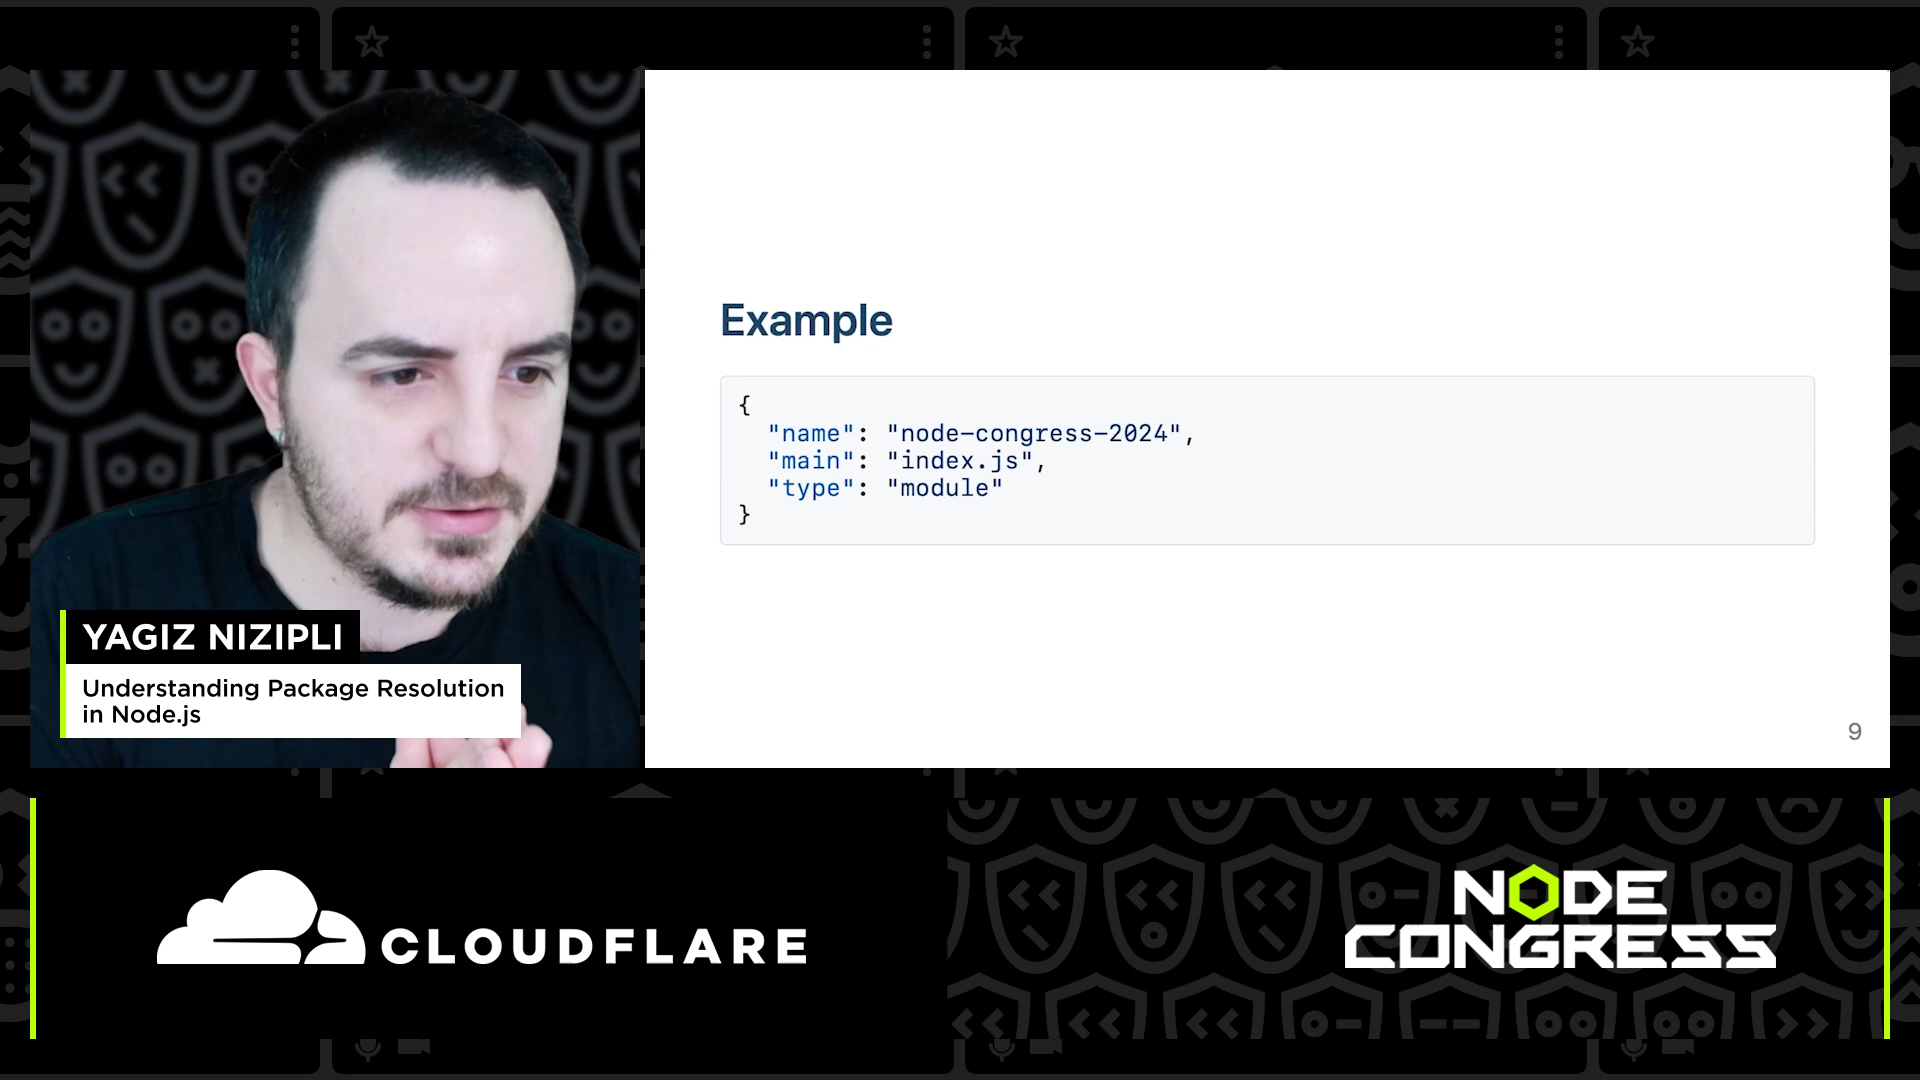 YAGIZ NIZIPLI
Understanding Package Resolution
in Node.js
Example
{
"name": "node-congress-2024",
"main": "index.js",
"type": "module"
}
9
CLOUDFLARE
NODE
CONGRESS